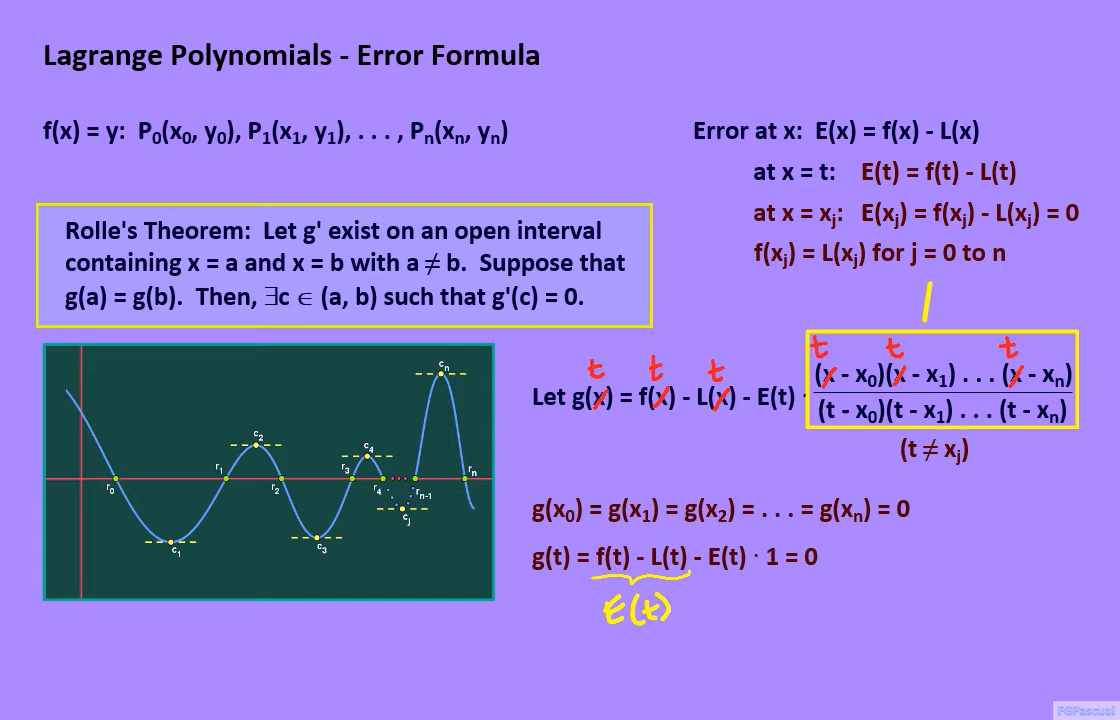 Lagrange Polynomials - Error Formula
f(x) = y: P₀(x₀, y₀), P₁(x₁, y₁), . . . , Pₙ(xₙ, yₙ)
Error at x: E(x) = f(x) - L(x)
at x = t: E(t) = f(t) - L(t)
at x = xⱼ: E(xⱼ) = f(xⱼ) - L(xⱼ) = 0
f(xⱼ) = L(xⱼ) for j = 0 to n
Rolle's Theorem: Let g' exist on an open interval
containing x = a and x = b with a ≠ b. Suppose that
g(a) = g(b). Then, ∃c ∈ (a, b) such that g'(c) = 0.
r₀ c₁ r₁ c₂ r₂ c₃ r₃ c₄ r₄ cⱼ rₙ₋₁ cₙ rₙ
1
t t t t t t
Let g(x) = f(x) - L(x) - E(t) ·
(x - x₀)(x - x₁) . . . (x - xₙ)
(t - x₀)(t - x₁) . . . (t - xₙ)
(t ≠ xⱼ)
g(x₀) = g(x₁) = g(x₂) = . . . = g(xₙ) = 0
g(t) = f(t) - L(t) - E(t) · 1 = 0
E(t)
FGPascual